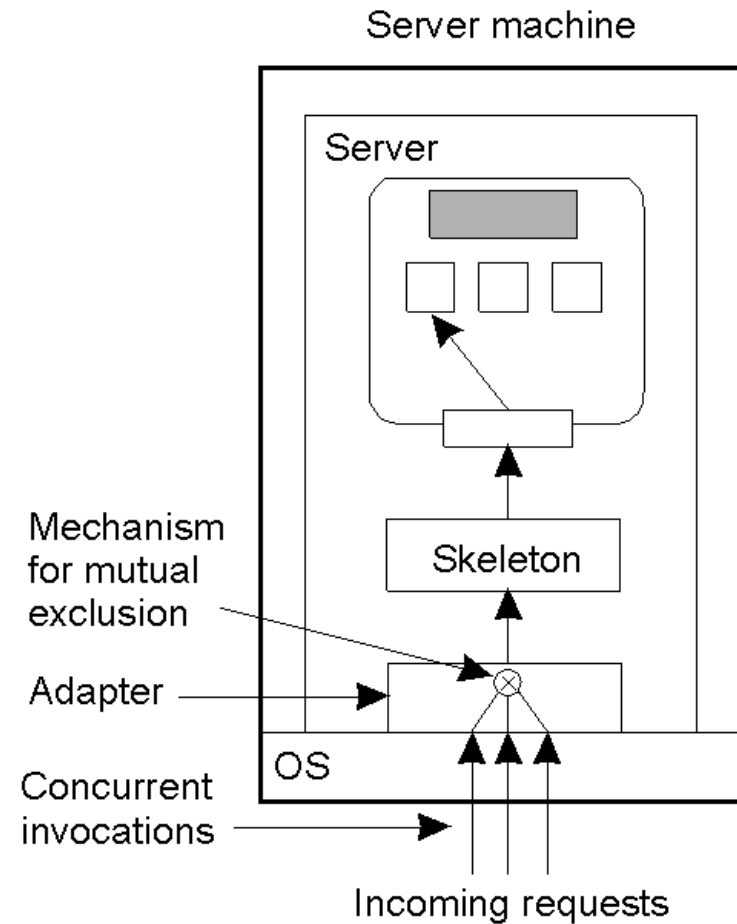 Server machine
Server
Mechanism
for mutual
exclusion
Skeleton
Adapter
OS
Concurrent
invocations
Incoming requests